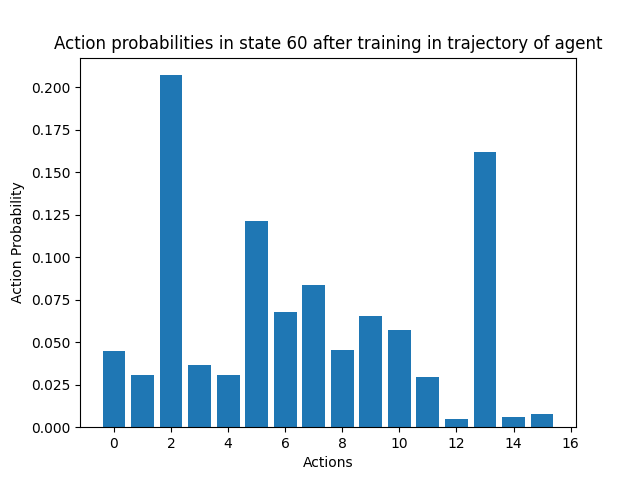 Action probabilities in state 60 after training in trajectory of agent
0.200
0.175
0.150
0.125
0.100
0.075
0.050
0.025
0.000
Action Probability
0 2 4 6 8 10 12 14 16
Actions